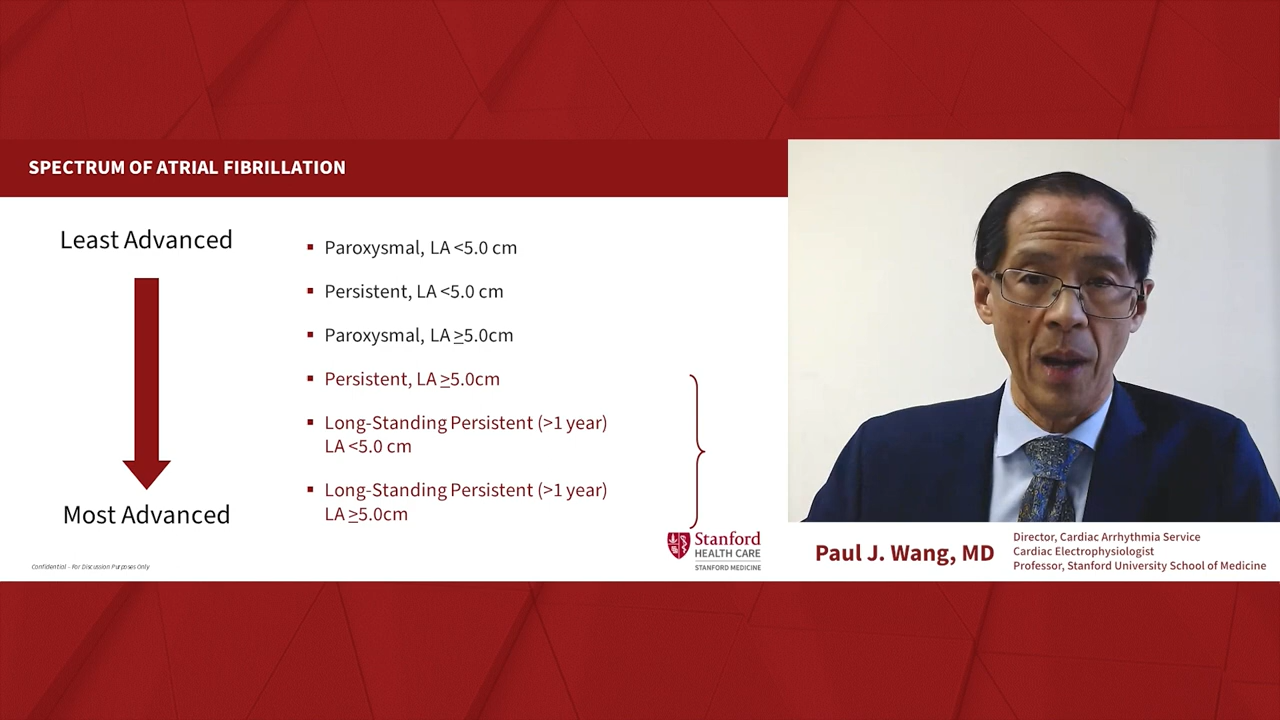 SPECTRUM OF ATRIAL FIBRILLATION
Least Advanced
Most Advanced
▪ Paroxysmal, LA <5.0 cm
▪ Persistent, LA <5.0 cm
▪ Paroxysmal, LA ≥5.0cm
▪ Persistent, LA ≥5.0cm
▪ Long-Standing Persistent (>1 year)
LA <5.0 cm
▪ Long-Standing Persistent (>1 year)
LA ≥5.0cm
Confidential - For Discussion Purposes Only
Stanford
HEALTH CARE
STANFORD MEDICINE
Paul J. Wang, MD
Director, Cardiac Arrhythmia Service
Cardiac Electrophysiologist
Professor, Stanford University School of Medicine